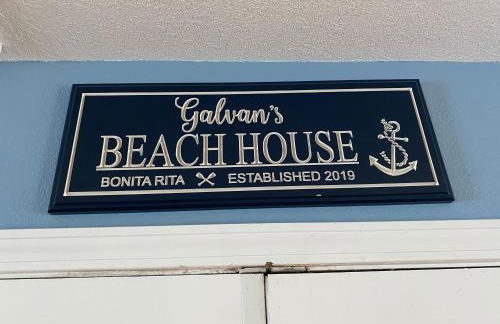 Galvan's
BEACH HOUSE
BONITA RITA ESTABLISHED 2019